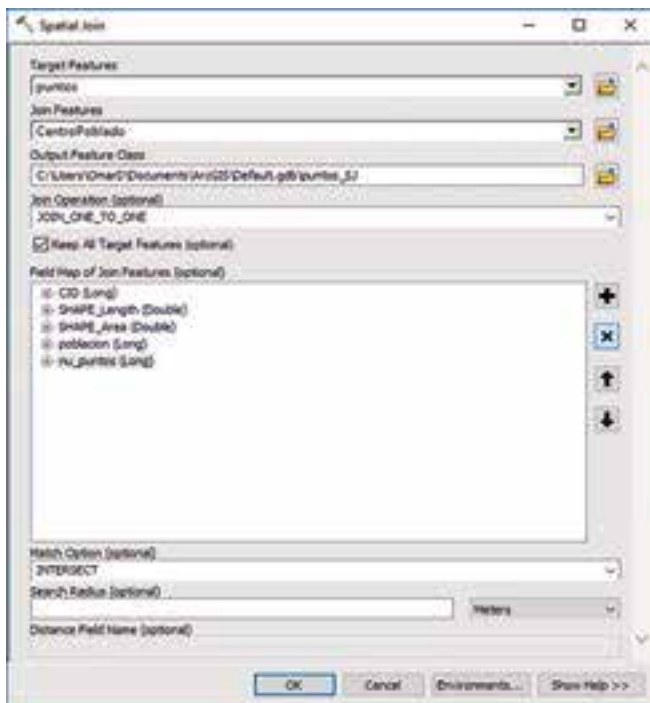 Spatial Join
Target Features
puntos
Join Features
CentroPoblado
Output Feature Class
C:\Users\OmarD\Documents\ArcGIS\Default.gdb\puntos_SJ
Join Operation (optional)
JOIN_ONE_TO_ONE
Keep All Target Features (optional)
Field Map of Join Features (optional)
CID (Long)
SHAPE_Length (Double)
SHAPE_Area (Double)
poblacion (Long)
nu_puntos (Long)
Match Option (optional)
INTERSECT
Search Radius (optional)
Meters
Distance Field Name (optional)
OK
Cancel
Environments...
Show Help >>